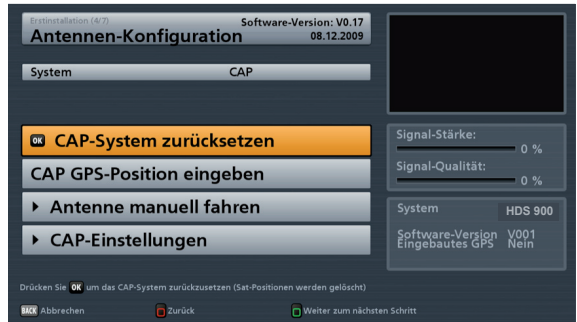 Erstinstallation (4/7)
Software-Version: V0.17
Antennen-Konfiguration
08.12.2009
System CAP
OK CAP-System zurücksetzen
CAP GPS-Position eingeben
Antenne manuell fahren
CAP-Einstellungen
Signal-Stärke:
0 %
Signal-Qualität:
0 %
System HDS 900
Software-Version V001
Eingebautes GPS Nein
Drücken Sie OK um das CAP-System zurückzusetzen (Sat-Positionen werden gelöscht)
BACK Abbrechen Zurück Weiter zum nächsten Schritt